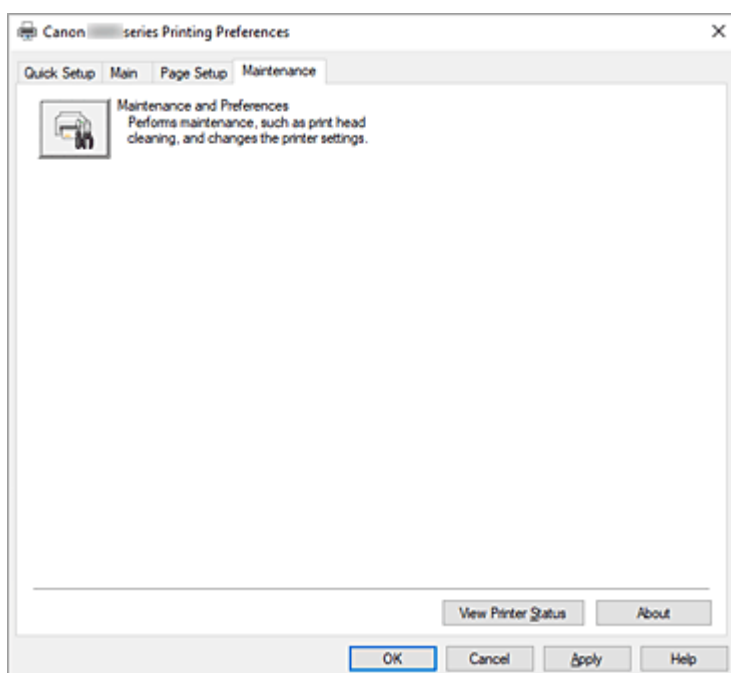 Canon series Printing Preferences
Quick Setup Main Page Setup Maintenance
Maintenance and Preferences
Performs maintenance, such as print head
cleaning, and changes the printer settings.
View Printer Status About
OK Cancel Apply Help